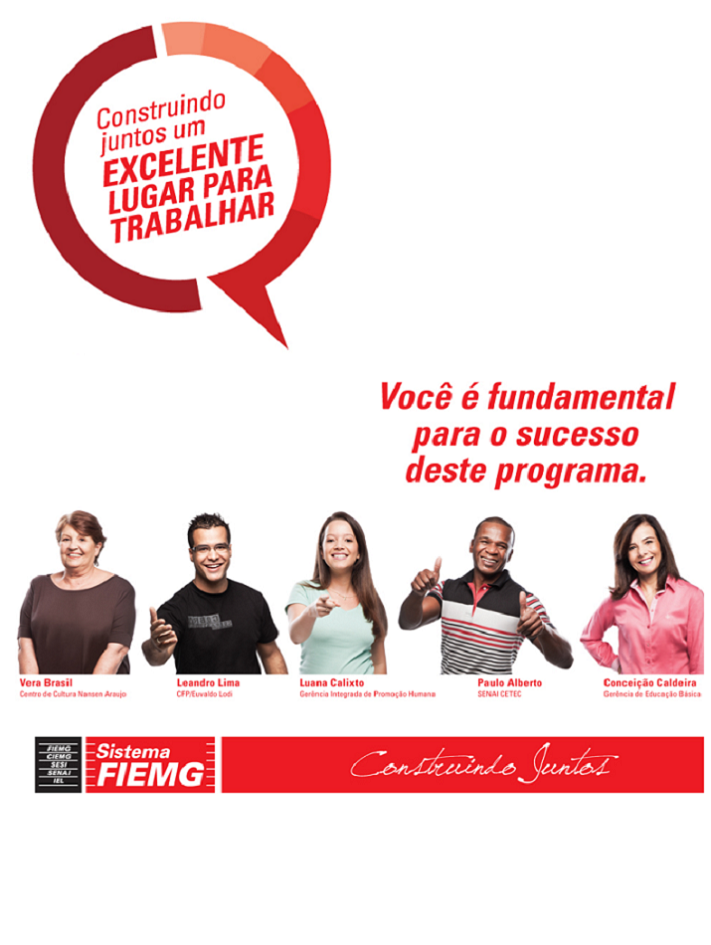 Construindo
juntos um
EXCELENTE
LUGAR PARA
TRABALHAR
Você é fundamental
para o sucesso
deste programa.
Vera Brasil
Centro de Cultura Nansen Araujo
Leandro Lima
CFP/Euvaldo Lodi
Luana Calixto
Gerência Integrada de Promoção Humana
Paulo Alberto
SENAI CETEC
Conceição Caldeira
Gerência de Educação Básica
FIEMG
CIEMG
SESI
SENAI
IEL
Sistema
FIEMG
Construindo Juntos